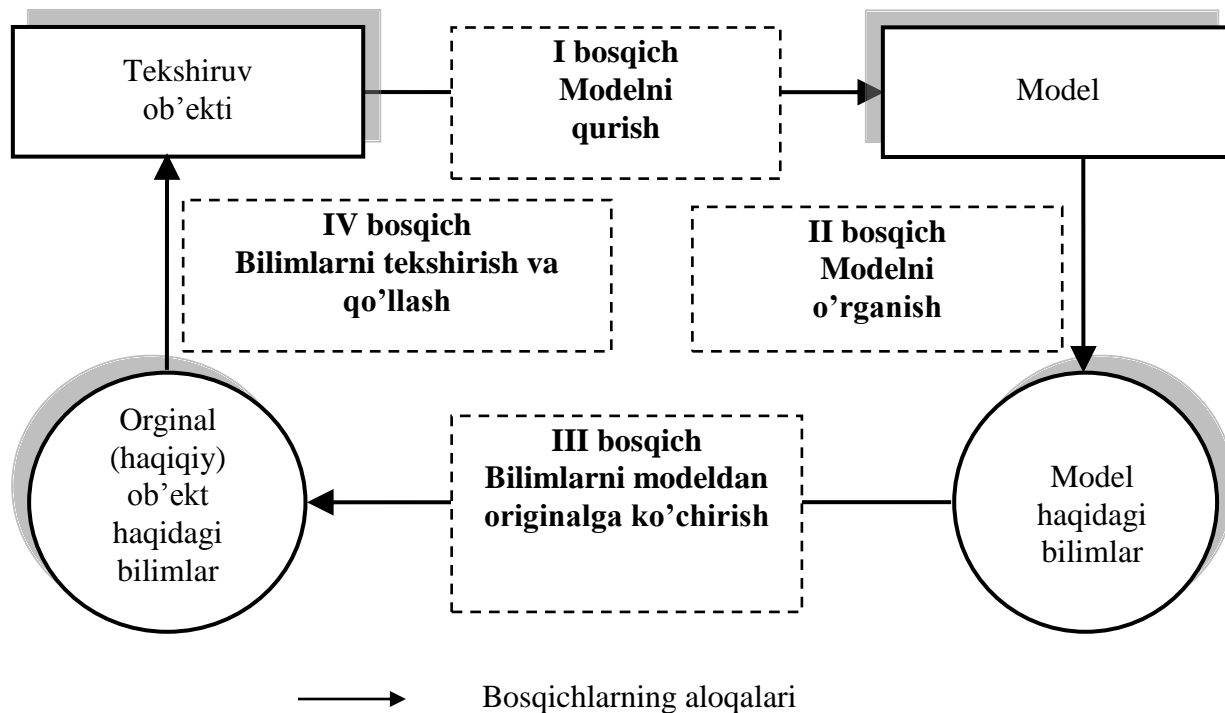 Tekshiruv
ob’ekti
I bosqich
Modelni
qurish
Model
IV bosqich
Bilimlarni tekshirish va
qo’llash
II bosqich
Modelni
o’rganish
Orginal
(haqiqiy)
ob’ekt
haqidagi
bilimlar
III bosqich
Bilimlarni modeldan
originalga ko’chirish
Model
haqidagi
bilimlar
Bosqichlarning aloqalari